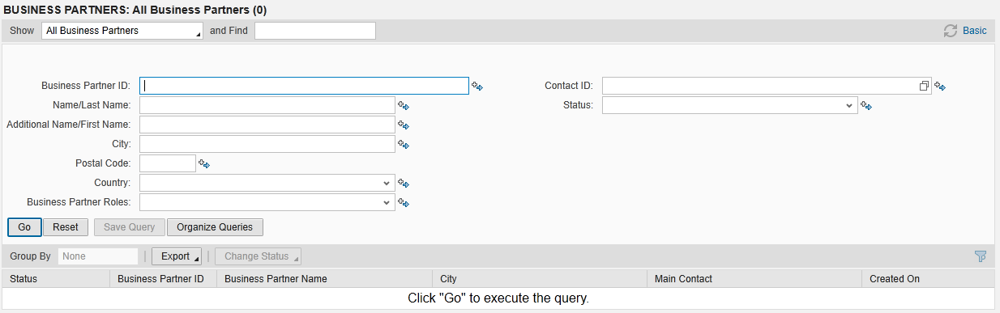 BUSINESS PARTNERS: All Business Partners (0)
Show All Business Partners and Find Basic
Business Partner ID: Contact ID:
Name/Last Name: Status:
Additional Name/First Name:
City:
Postal Code:
Country:
Business Partner Roles:
Go Reset Save Query Organize Queries
Group By None Export Change Status
Status Business Partner ID Business Partner Name City Main Contact Created On
Click "Go" to execute the query.